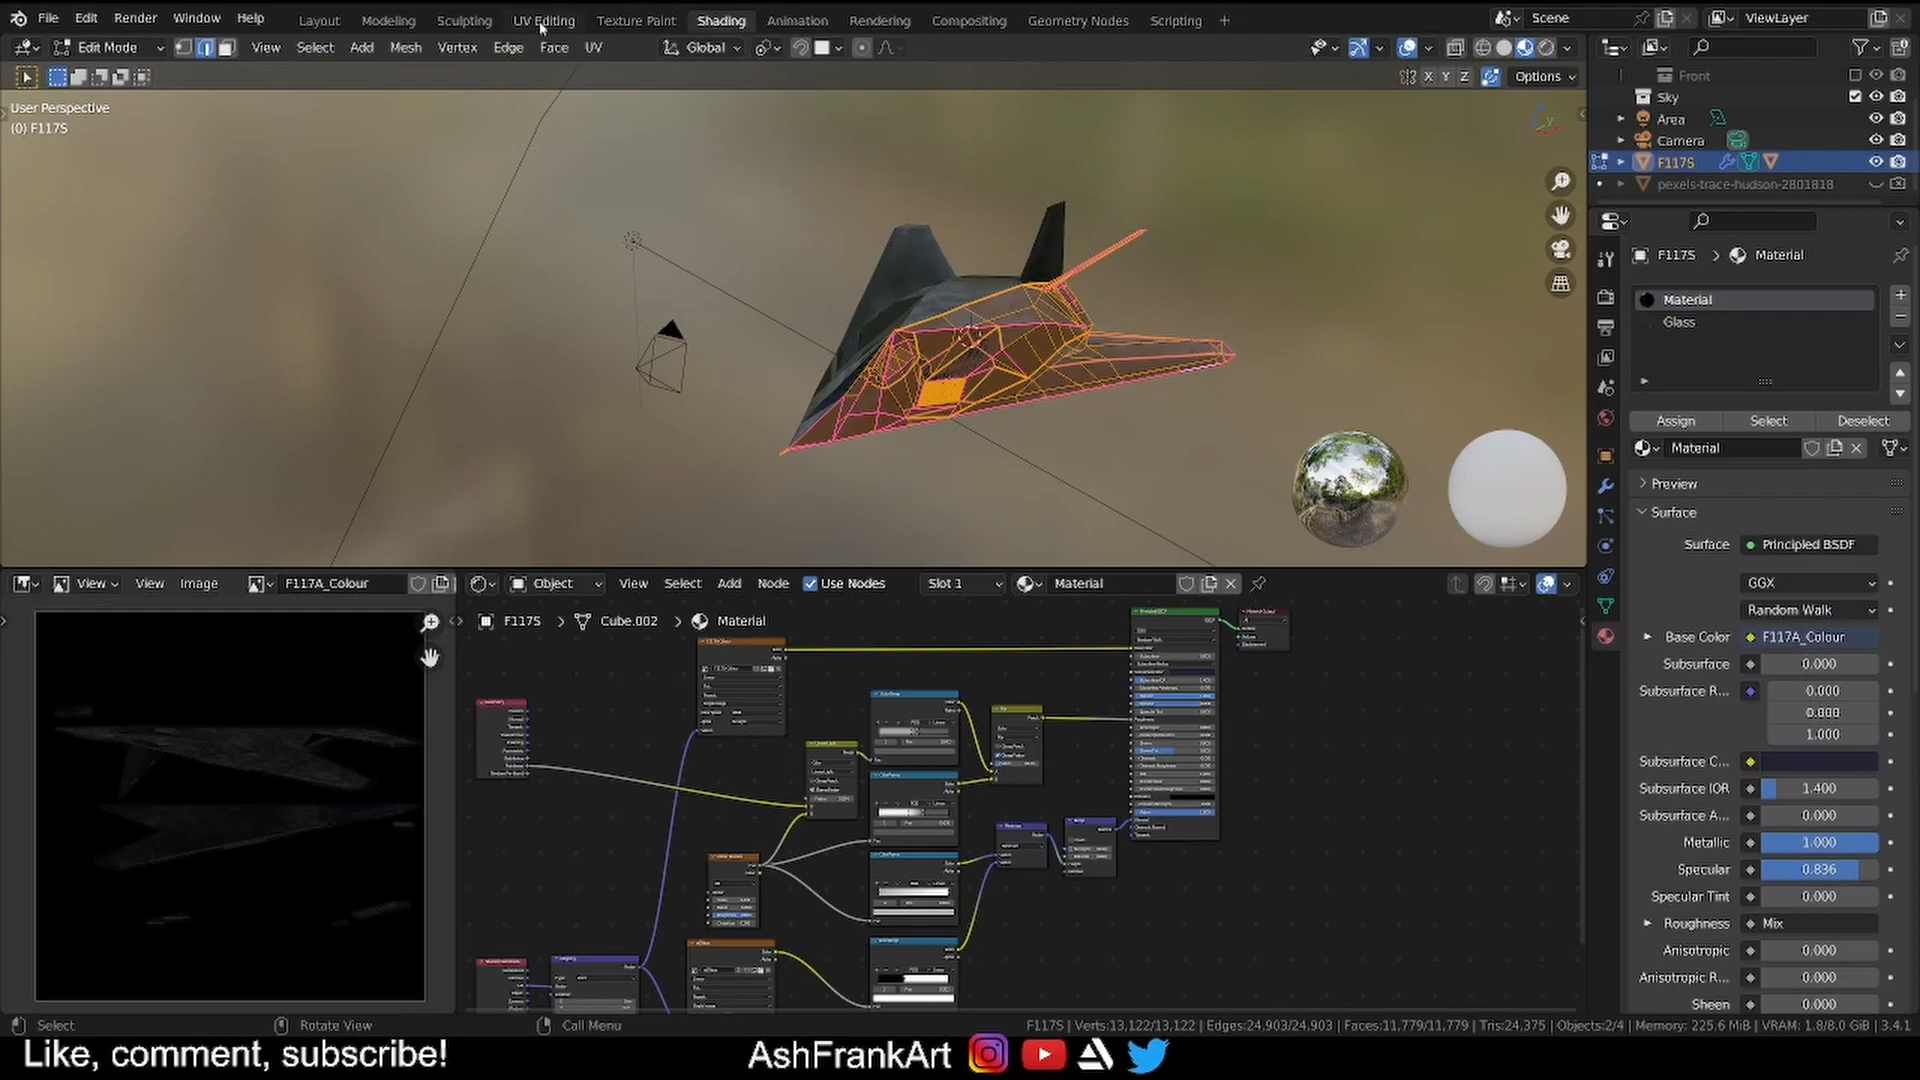 File Edit Render Window Help Layout Modeling Sculpting UV Editing Texture Paint Shading Animation Rendering Compositing Geometry Nodes Scripting + Scene ViewLayer
Edit Mode View Select Add Mesh Vertex Edge Face UV Global
X Y Z Options
User Perspective
(0) F117S
Front
Sky
Area
Camera
F117S
pexels-trace-hudson-2801818
F117S > Material
Material
Glass
Assign Select Deselect
Material
Preview
Surface
Surface Principled BSDF
GGX
Random Walk
Base Color F117A_Colour
Subsurface 0.000
Subsurface R... 0.000
0.000
1.000
Subsurface C...
Subsurface IOR 1.400
Subsurface A... 0.000
Metallic 1.000
Specular 0.836
Specular Tint 0.000
Roughness Mix
Anisotropic 0.000
Anisotropic R... 0.000
Sheen 0.000
View View Image F117A_Colour
Object View Select Add Node Use Nodes Slot 1 Material
F117S > Cube.002 > Material
Select Rotate View Call Menu
F117S | Verts:13,122/13,122 | Edges:24,903/24,903 | Faces:11,779/11,779 | Tris:24,375 | Objects:2/4 | Memory: 225.6 MiB | VRAM: 1.8/8.0 GiB | 3.4.1
Like, comment, subscribe!
AshFrankArt